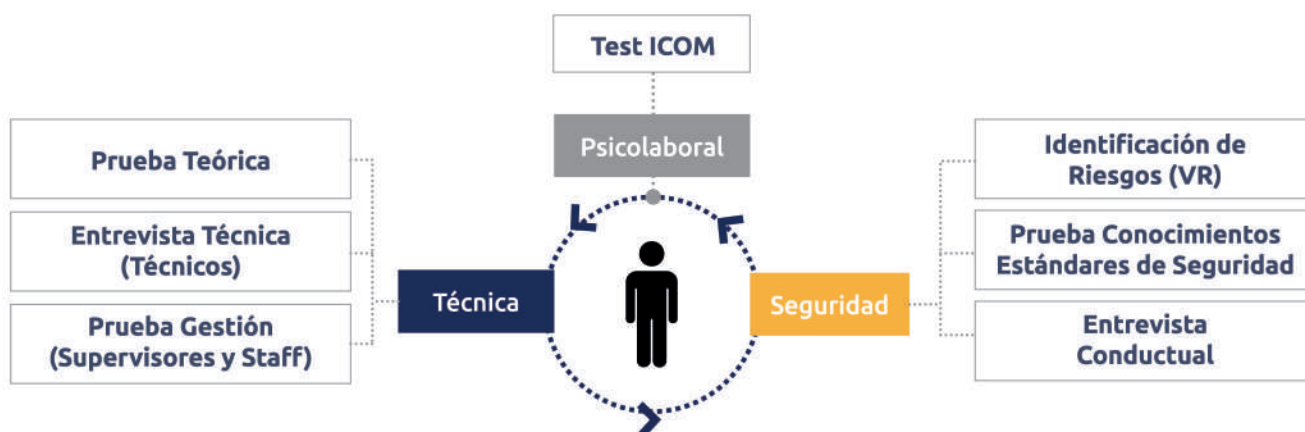 Test ICOM
Psicolaboral
Prueba Teórica
Entrevista Técnica
(Técnicos)
Prueba Gestión
(Supervisores y Staff)
Técnica
Seguridad
Identificación de
Riesgos (VR)
Prueba Conocimientos
Estándares de Seguridad
Entrevista
Conductual